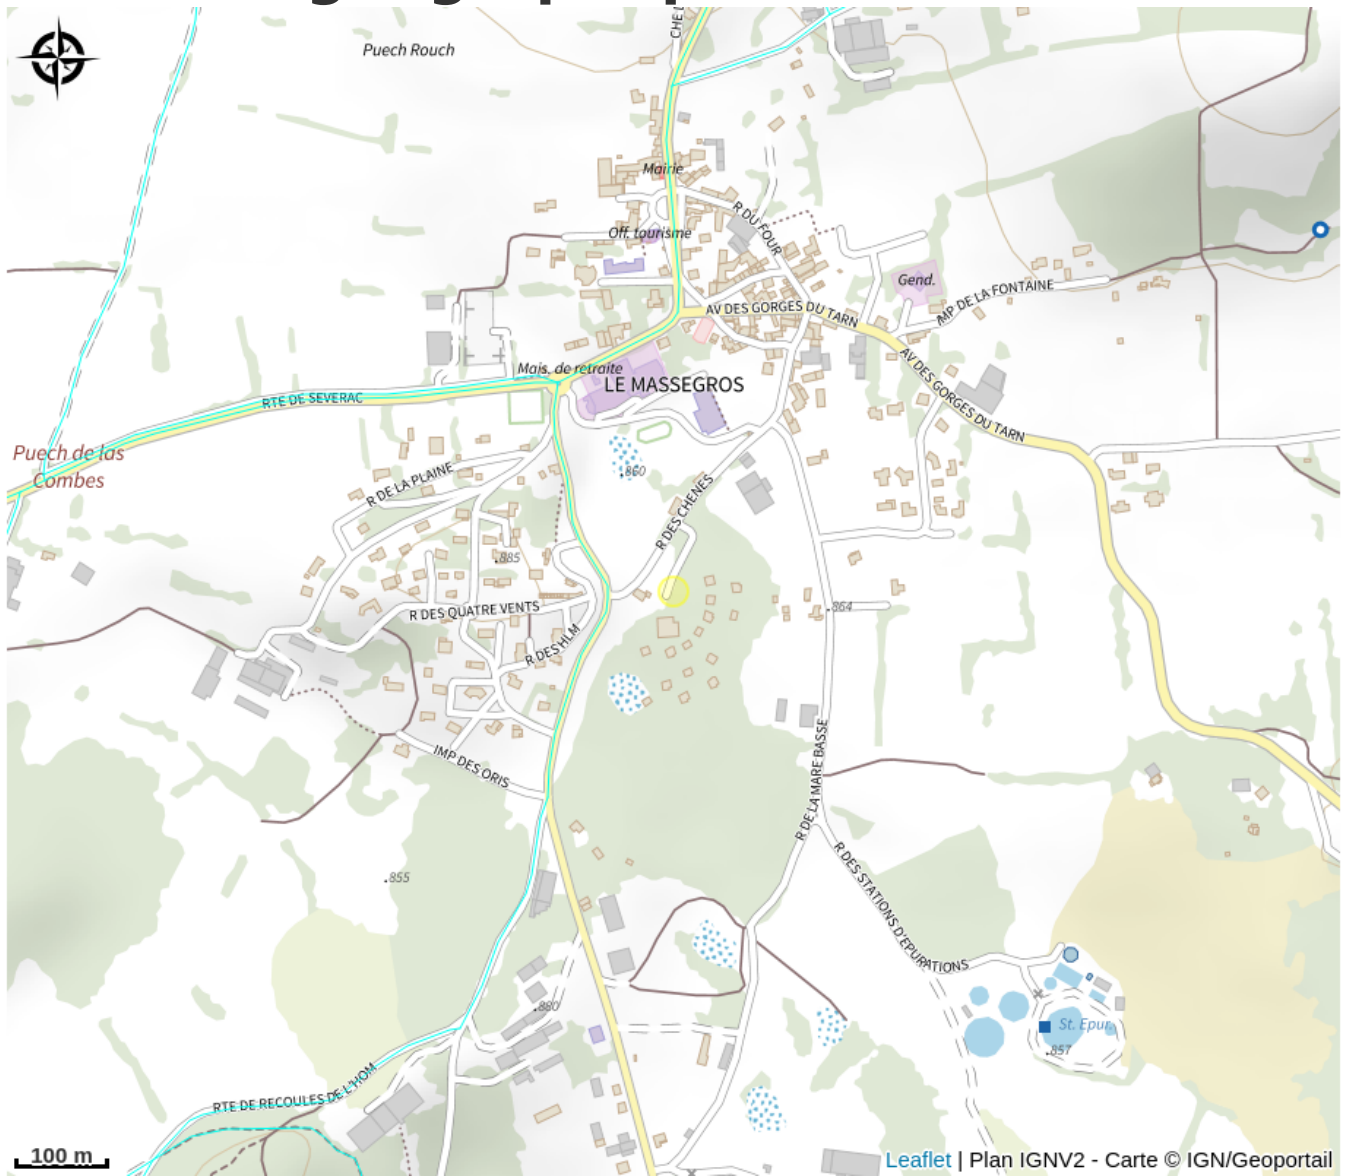 Puech Rouch
Mairie
R DU FOUR
Off. tourisme
Gend.
IMP DE LA FONTAINE
AV DES GORGES DU TARN
AV DES GORGES DU TARN
Mais. de retraite
LE MASSEGROS
RTE DE SEVERAC
Puech de las
Combes
R DE LA PLAINE
.860
R DES CHENES
.885
R DES QUATRE VENTS
.864
R DES HLM
IMP DES ORIS
R DE LA MARE BASSE
R DES STATIONS D'EPURATIONS
.855
.880
St. Epur.
.857
RTE DE RECOULES DE L'HOM
100 m
Leaflet | Plan IGNV2 - Carte © IGN/Geoportail